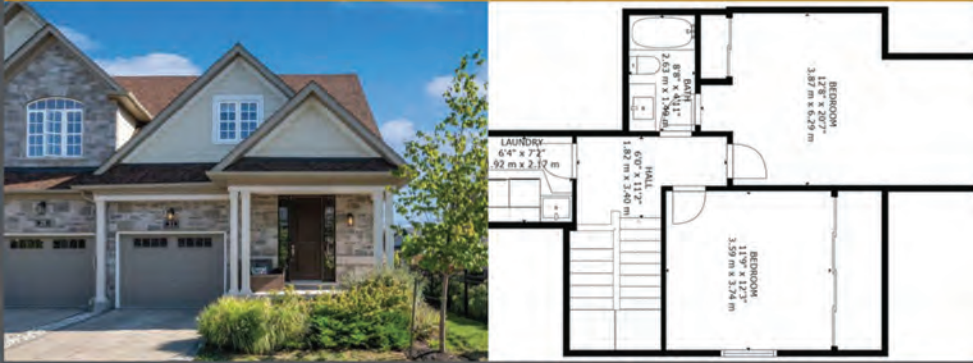 BATH
8'8" x 4'11"
2.63 m x 1.49 m
BEDROOM
12'8" x 20'7"
3.87 m x 6.29 m
LAUNDRY
6'4" x 7'2"
.92 m x 2.17 m
HALL
6'0" x 11'2"
1.82 m x 3.40 m
BEDROOM
11'9" x 12'3"
3.59 m x 3.74 m